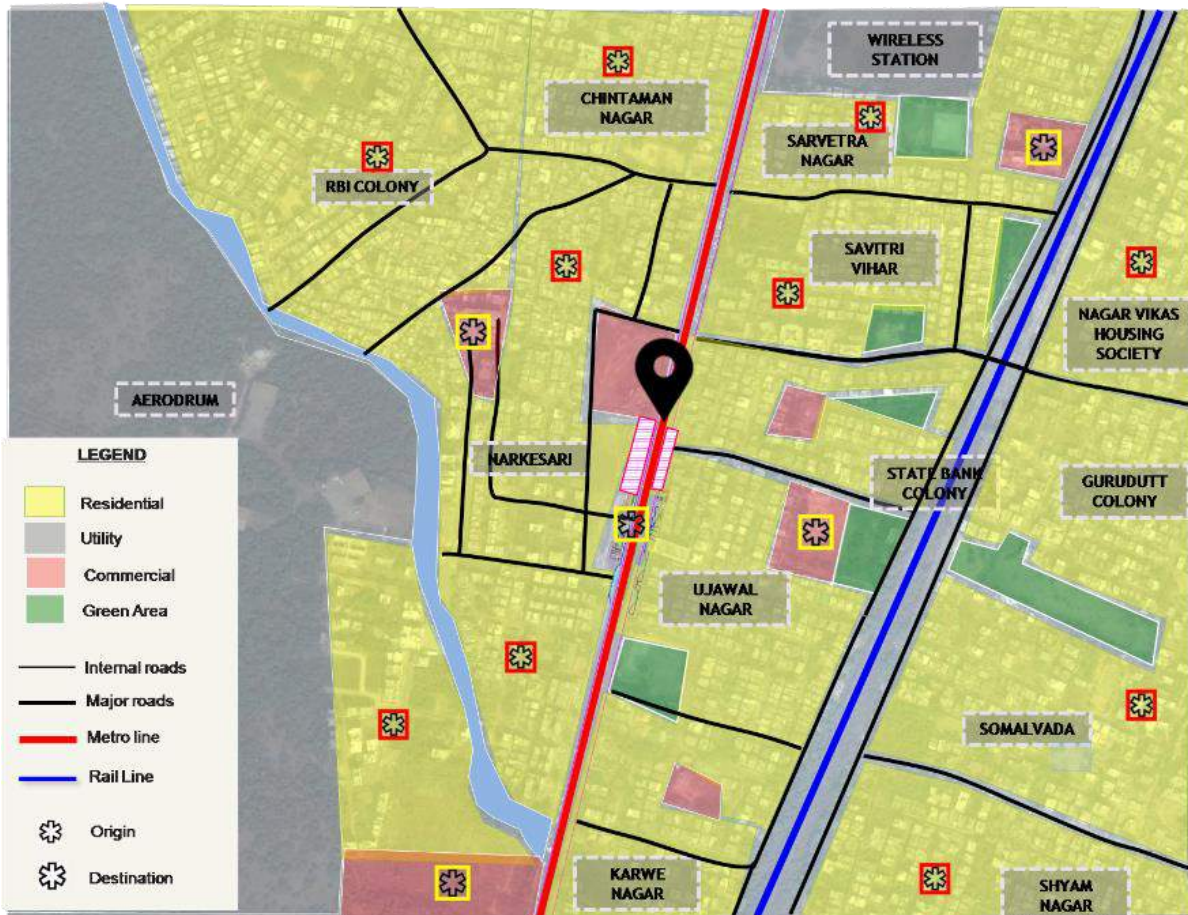 WIRELESS
STATION
CHINTAMAN
NAGAR
SARVETRA
NAGAR
RBI COLONY
SAVITRI
VIHAR
NAGAR VIKAS
HOUSING
SOCIETY
AERODRUM
NARKESARI
STATE BANK
COLONY
GURUDUTT
COLONY
UJAWAL
NAGAR
SOMALVADA
KARWE
NAGAR
SHYAM
NAGAR
LEGEND
Residential
Utility
Commercial
Green Area
Internal roads
Major roads
Metro line
Rail Line
Origin
Destination